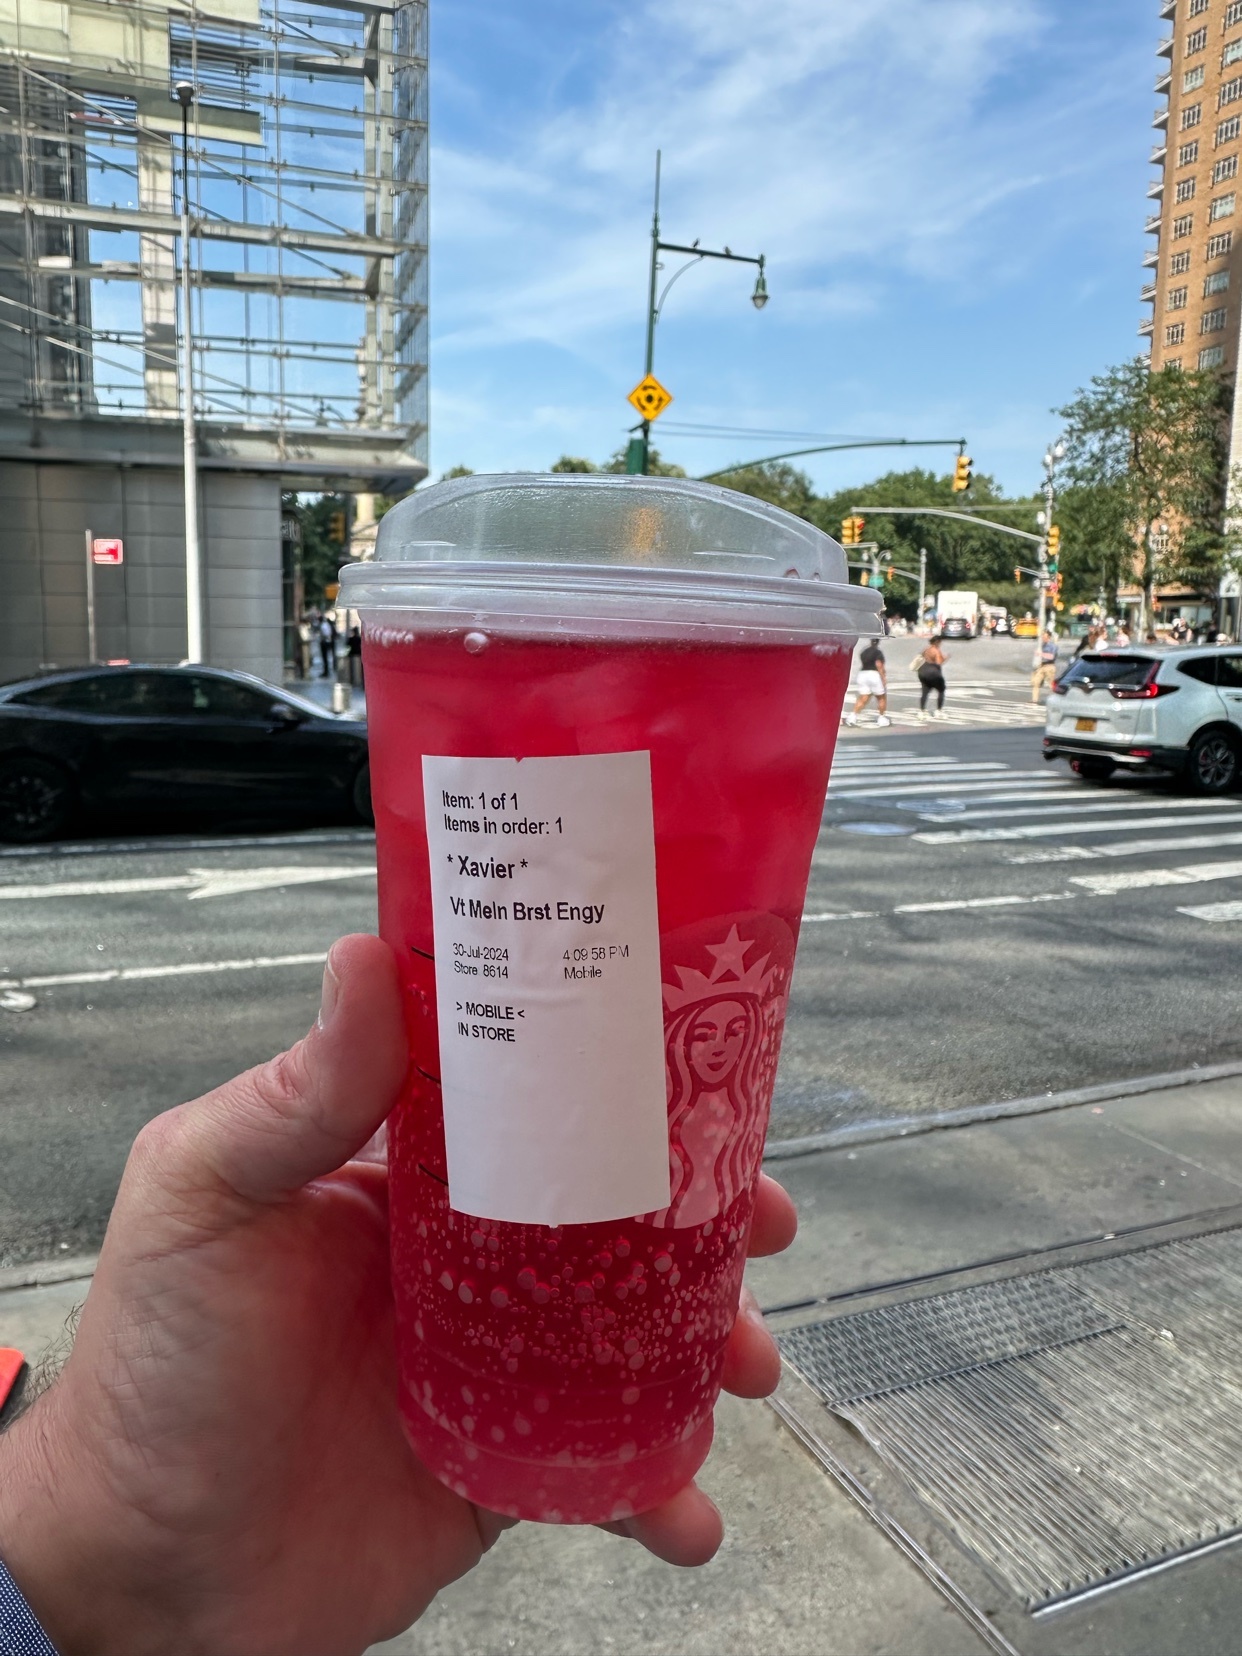 Item: 1 of 1
Items in order: 1
* Xavier *
Vt Meln Brst Engy
30-Jul-2024 4:09:58 PM
Store 8614 Mobile
> MOBILE <
IN STORE